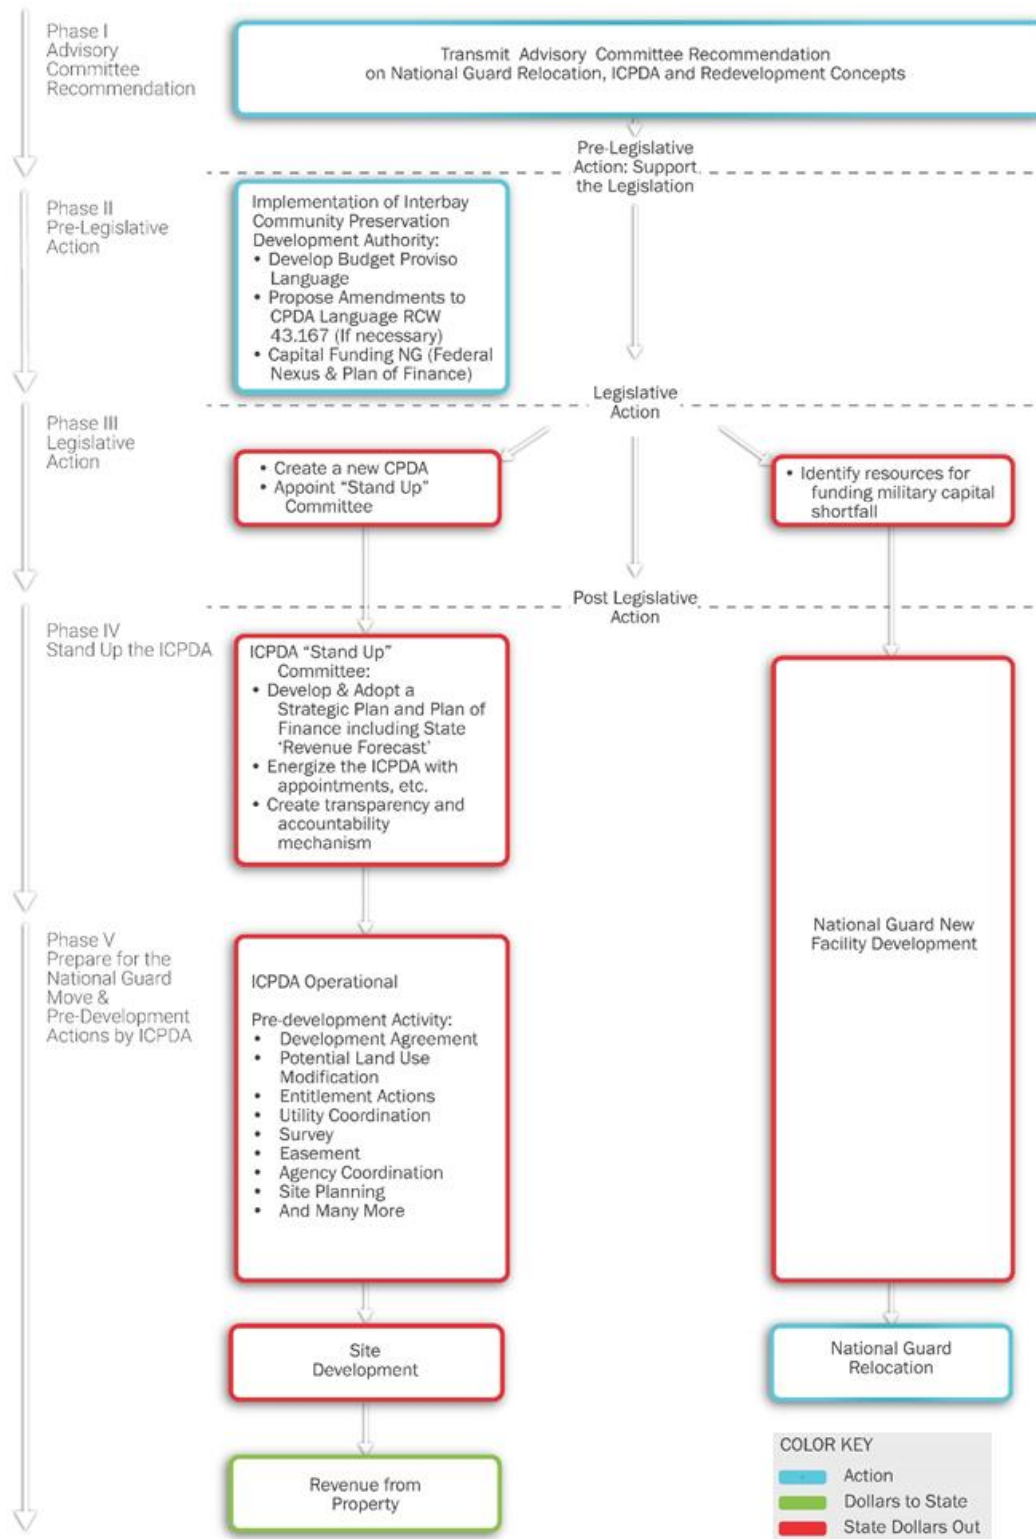 Phase I
Advisory
Committee
Recommendation
Transmit Advisory Committee Recommendation
on National Guard Relocation, ICPDA and Redevelopment Concepts
Pre-Legislative
Action: Support
the Legislation
Phase II
Pre-Legislative
Action
Implementation of Interbay
Community Preservation
Development Authority:
• Develop Budget Proviso
Language
• Propose Amendments to
CPDA Language RCW
43.167 (If necessary)
• Capital Funding NG (Federal
Nexus & Plan of Finance)
Legislative
Action
Phase III
Legislative
Action
• Create a new CPDA
• Appoint “Stand Up”
Committee
• Identify resources for
funding military capital
shortfall
Post Legislative
Action
Phase IV
Stand Up the ICPDA
ICPDA “Stand Up”
Committee:
• Develop & Adopt a
Strategic Plan and Plan of
Finance including State
‘Revenue Forecast’
• Energize the ICPDA with
appointments, etc.
• Create transparency and
accountability
mechanism
Phase V
Prepare for the
National Guard
Move &
Pre-Development
Actions by ICPDA
ICPDA Operational
Pre-development Activity:
• Development Agreement
• Potential Land Use
Modification
• Entitlement Actions
• Utility Coordination
• Survey
• Easement
• Agency Coordination
• Site Planning
• And Many More
National Guard New
Facility Development
Site
Development
National Guard
Relocation
Revenue from
Property
COLOR KEY
Action
Dollars to State
State Dollars Out